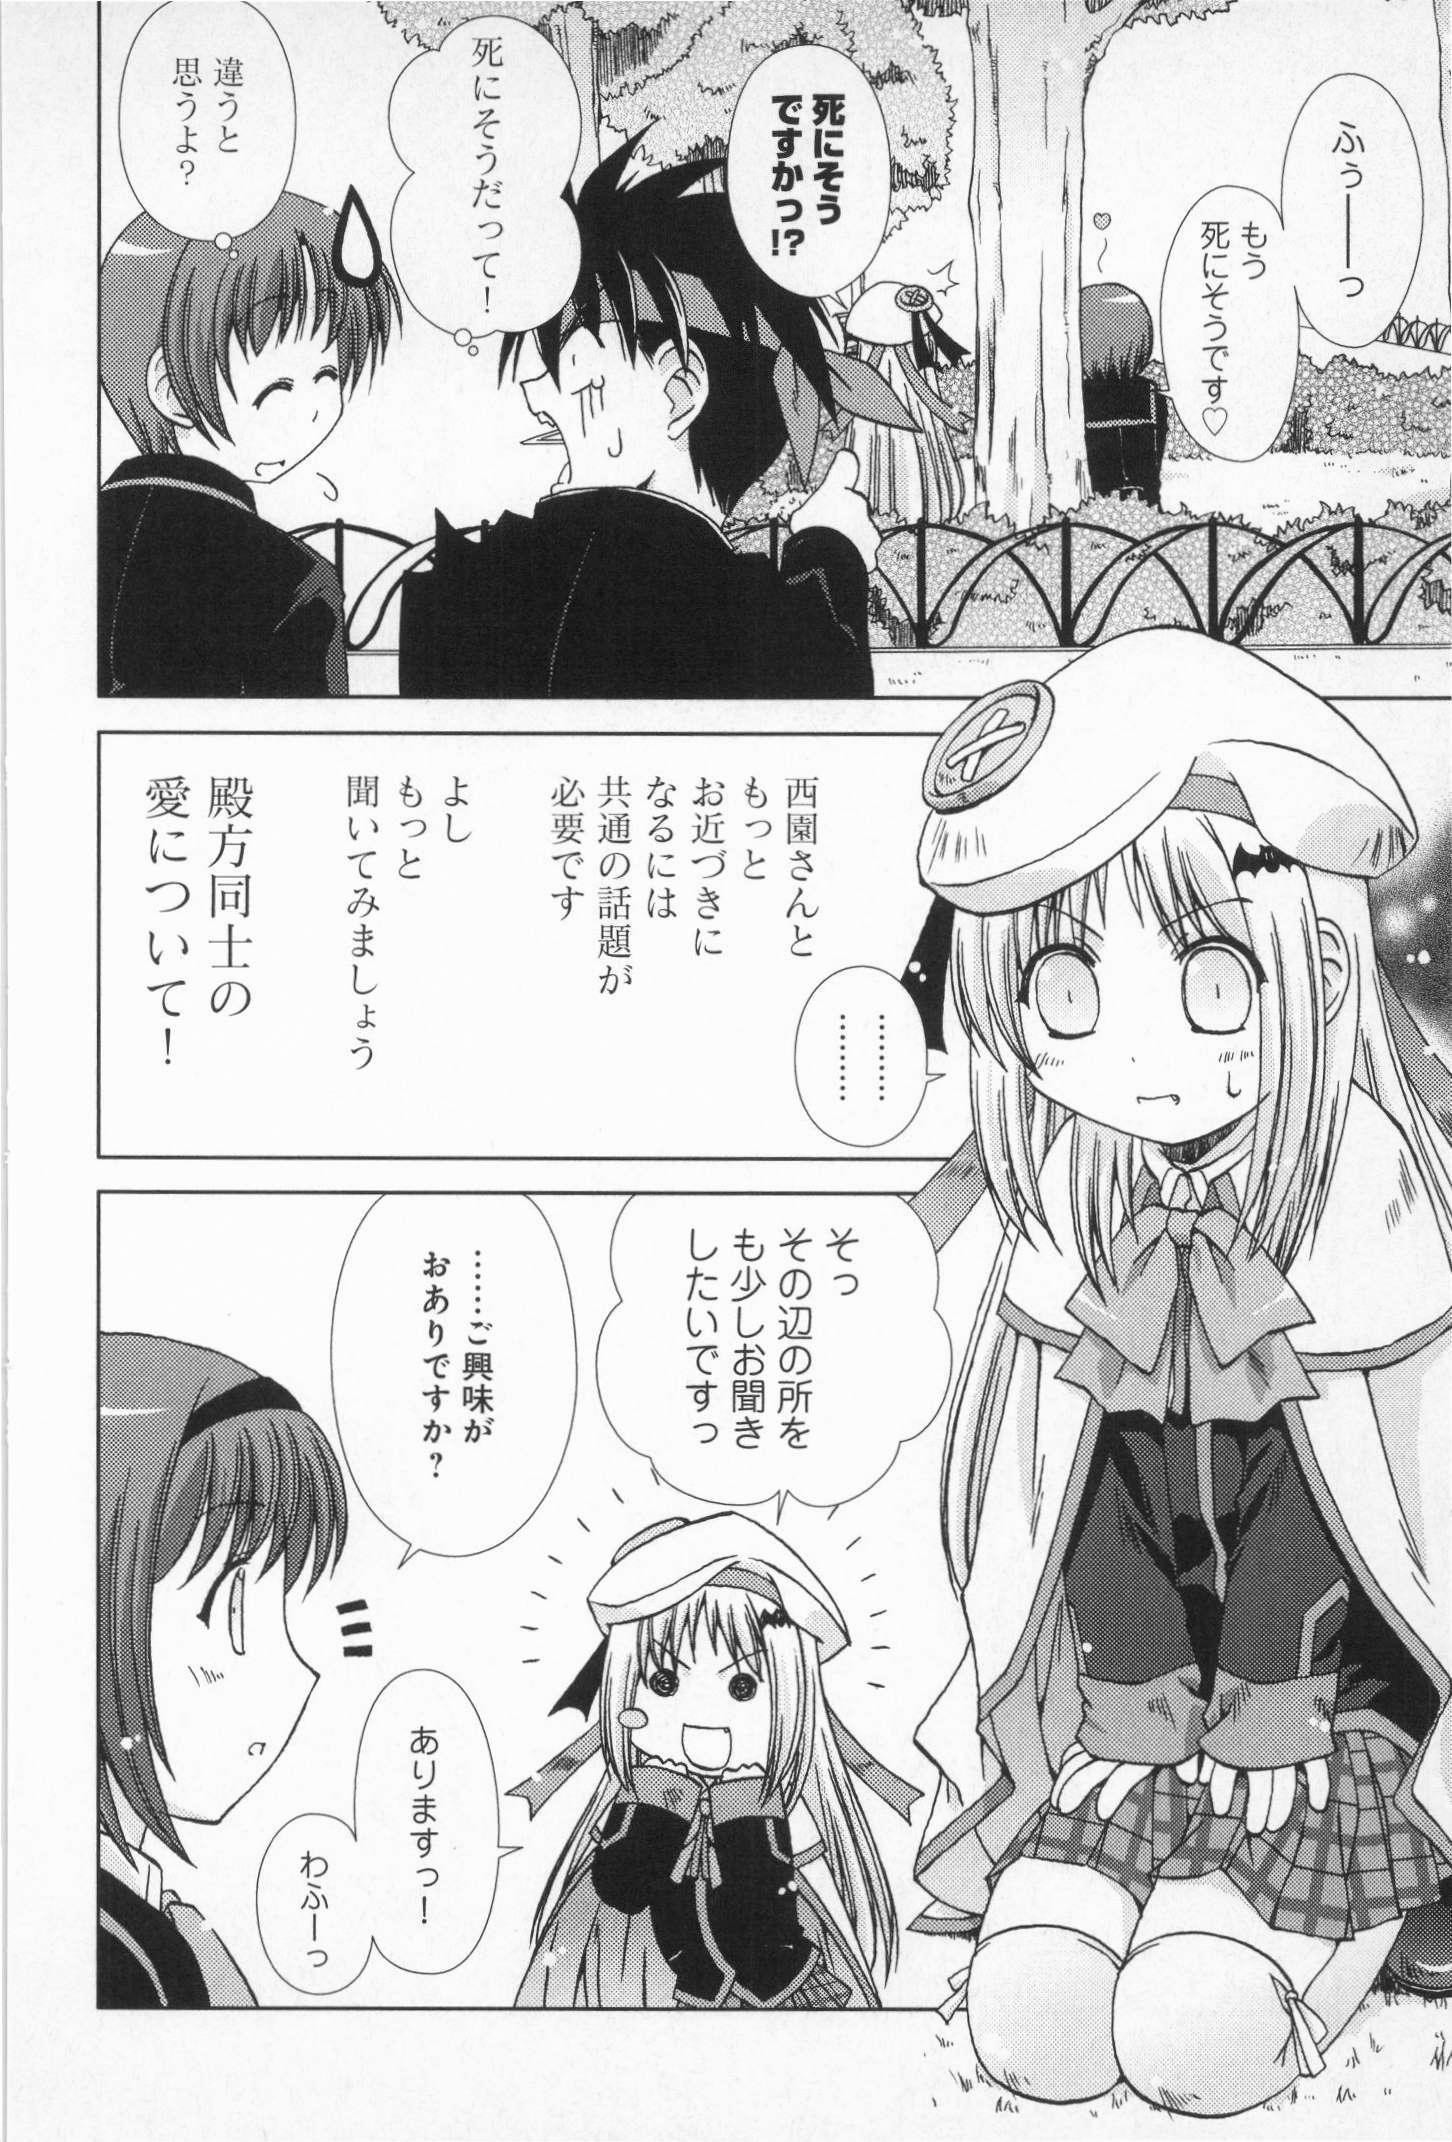 ふぅーーっ
もう
死にそうです♡
死にそう
ですかっ!?
死にそうだって!
違うと
思うよ?
…………
…………
西園さんと
もっと
お近づきに
なるには
共通の話題が
必要です
よし
もっと
聞いてみましょう
殿方同士の
愛について!
そっ
その辺の所を
も少しお聞き
したいですっ
……ご興味が
おありですか?
ありますっ!
わふーっ